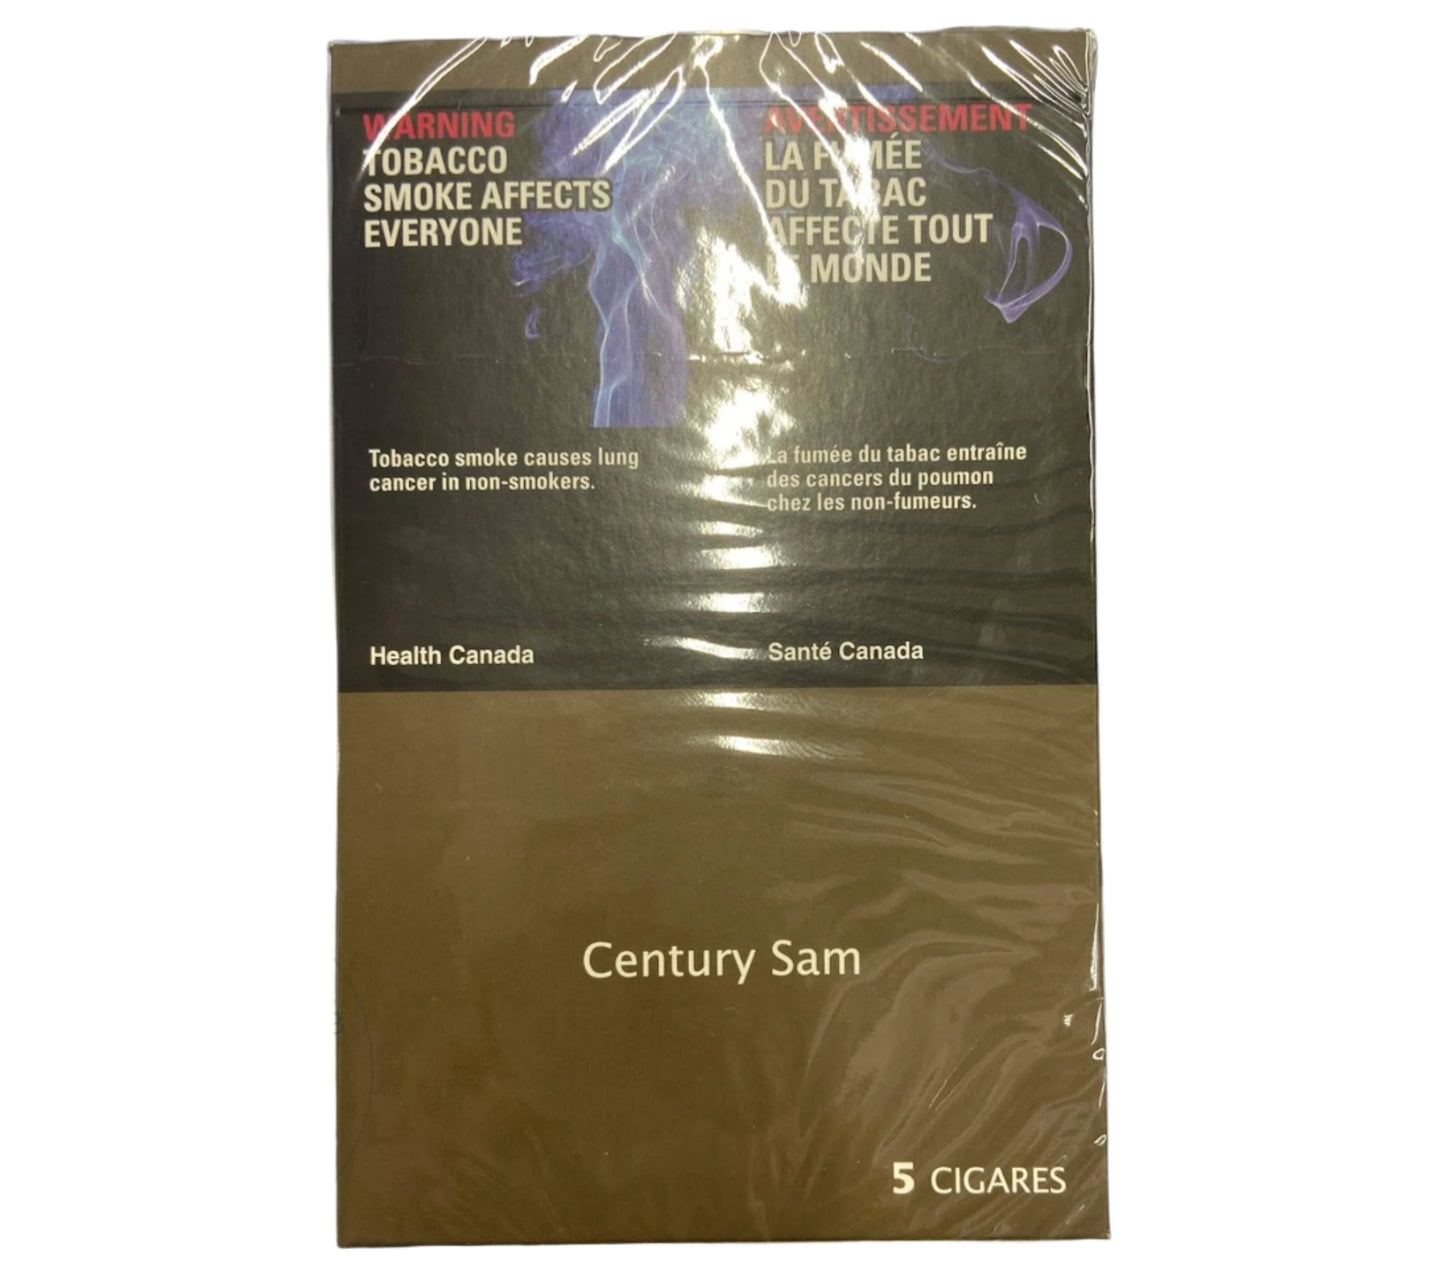 WARNING
TOBACCO
SMOKE AFFECTS
EVERYONE
AVERTISSEMENT
LA FUMÉE
DU TABAC
AFFECTE TOUT
LE MONDE
Tobacco smoke causes lung
cancer in non-smokers.
La fumée du tabac entraîne
des cancers du poumon
chez les non-fumeurs.
Health Canada
Santé Canada
Century Sam
5 CIGARES